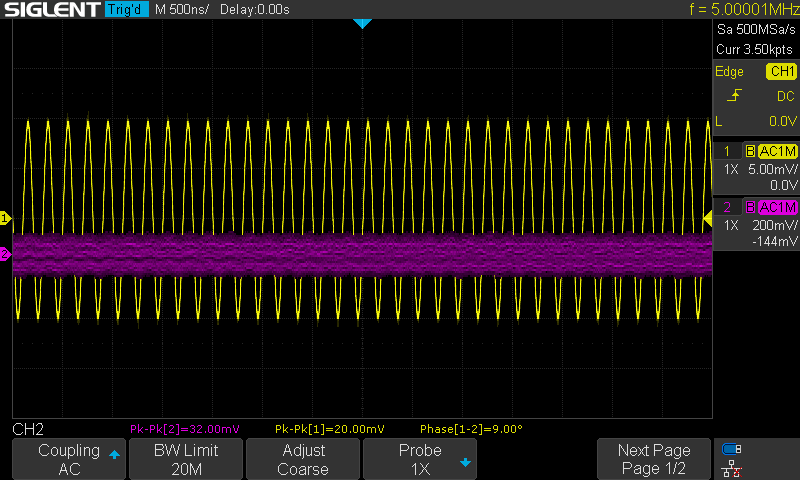 SIGLENT Trig'd M 500ns/ Delay:0.00s f = 5.00001MHz
Sa 500MSa/s
Curr 3.50kpts
Edge CH1
DC
L 0.0V
1 B AC1M
1X 5.00mV/
0.0V
2 B AC1M
1X 200mV/
-144mV
1
2
CH2 Pk-Pk[2]=32.00mV Pk-Pk[1]=20.00mV Phase[1-2]=9.00°
Coupling BW Limit Adjust Probe Next Page
AC 20M Coarse 1X Page 1/2